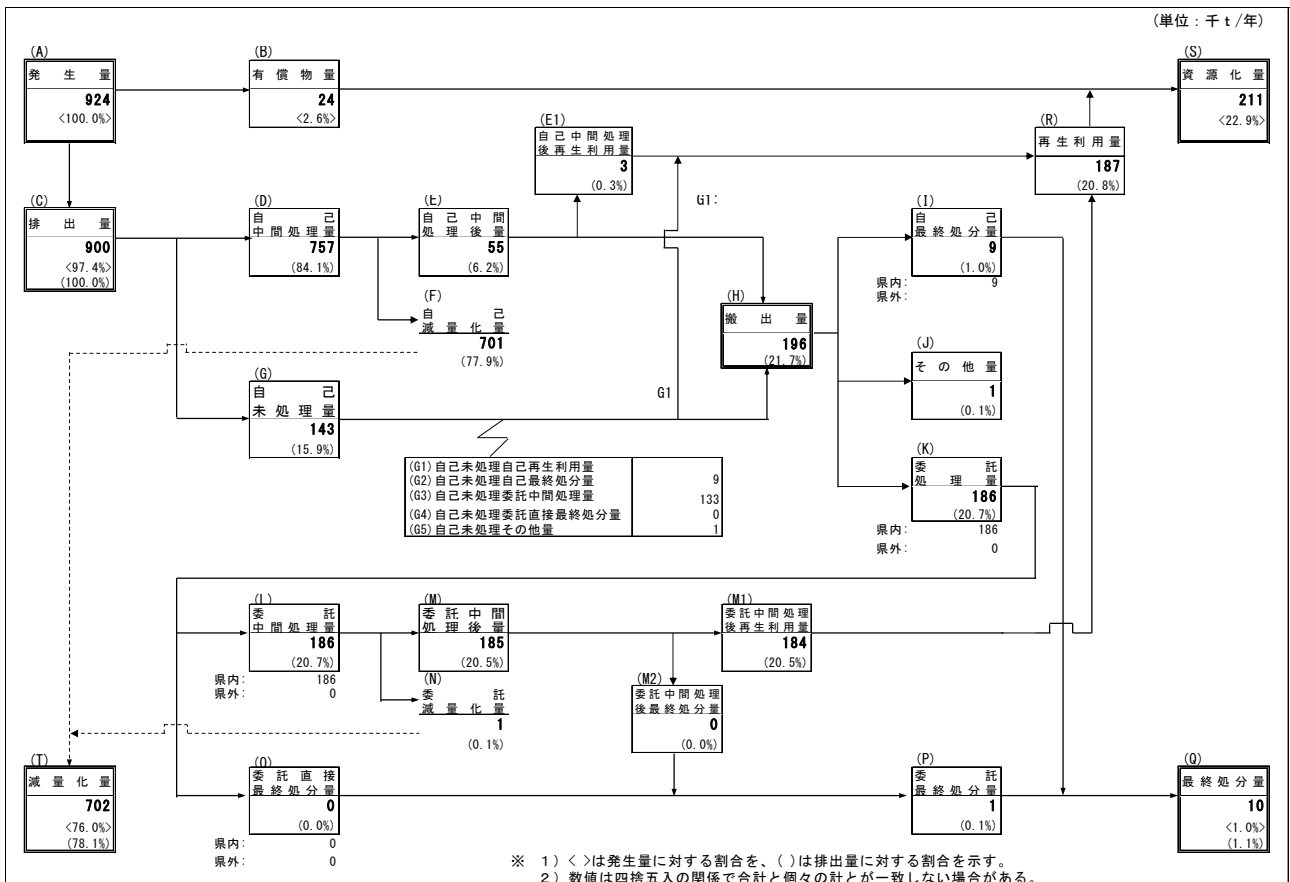 (単位：千ｔ/年)
(A)
発生量
924
<100.0%>
(B)
有償物量
24
<2.6%>
(S)
資源化量
211
<22.9%>
(E1)
自己中間処理
後再生利用量
3
(0.3%)
(R)
再生利用量
187
(20.8%)
G1:
(C)
排出量
900
<97.4%>
(100.0%)
(D)
自己
中間処理量
757
(84.1%)
(E)
自己中間
処理後量
55
(6.2%)
(I)
自己
最終処分量
9
(1.0%)
県内: 9
県外:
(F)
自己
減量化量
701
(77.9%)
(H)
搬出量
196
(21.7%)
(J)
その他量
1
(0.1%)
(G)
自己
未処理量
143
(15.9%)
G1
(G1)自己未処理自己再生利用量
(G2)自己未処理自己最終処分量 9
(G3)自己未処理委託中間処理量 133
(G4)自己未処理委託直接最終処分量 0
(G5)自己未処理その他量 1
(K)
委託
処理量
186
(20.7%)
県内: 186
県外: 0
(L)
委託
中間処理量
186
(20.7%)
県内: 186
県外: 0
(M)
委託中間
処理後量
185
(20.5%)
(M1)
委託中間処理
後再生利用量
184
(20.5%)
(N)
委託
減量化量
1
(0.1%)
(M2)
委託中間処理
後最終処分量
0
(0.0%)
(T)
減量化量
702
<76.0%>
(78.1%)
(O)
委託直接
最終処分量
0
(0.0%)
県内: 0
県外: 0
(P)
委託
最終処分量
1
(0.1%)
(Q)
最終処分量
10
<1.0%>
(1.1%)
※ 1) < >は発生量に対する割合を、( )は排出量に対する割合を示す。
2) 数値は四捨五入の関係で合計と個々の計とが一致しない場合がある。